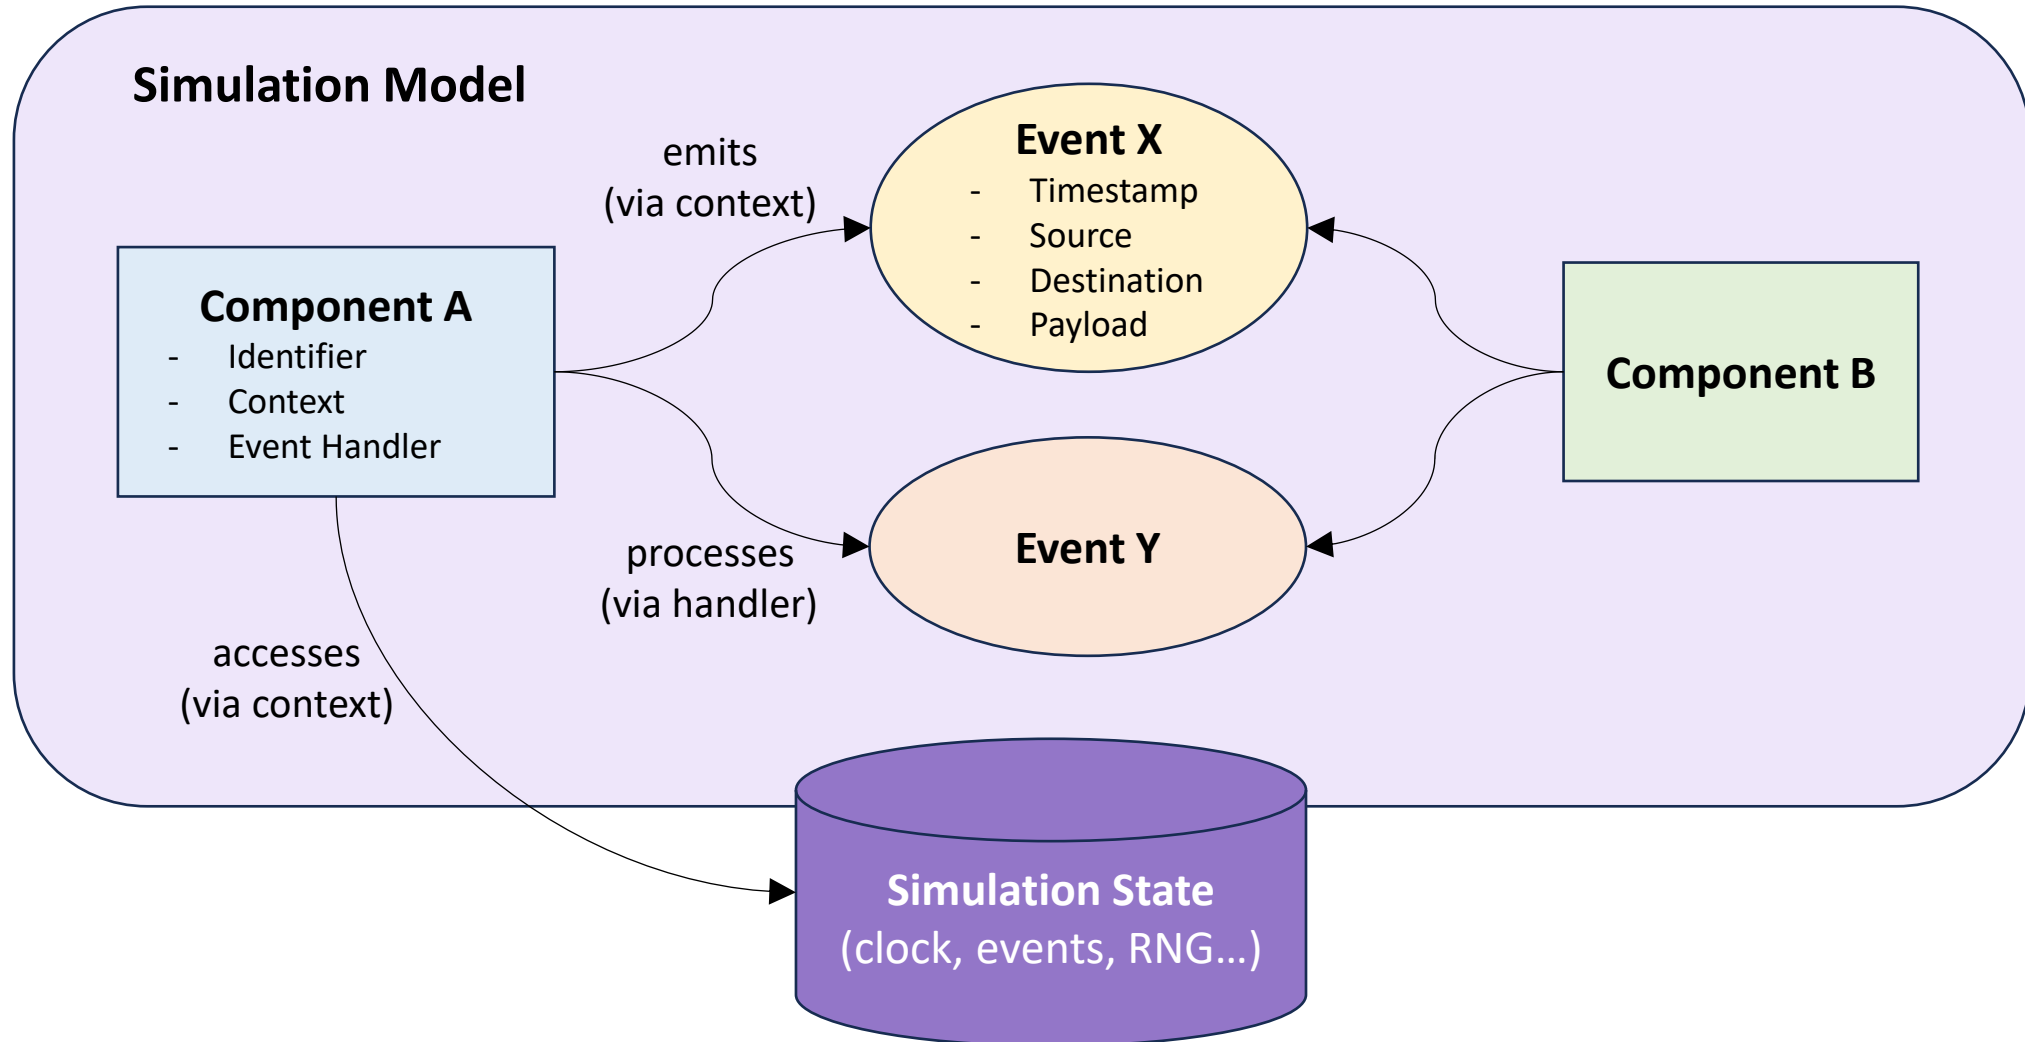 Simulation Model
emits
(via context)
Event X
- Timestamp
- Source
- Destination
- Payload
Component A
- Identifier
- Context
- Event Handler
Component B
processes
(via handler)
Event Y
accesses
(via context)
Simulation State
(clock, events, RNG...)